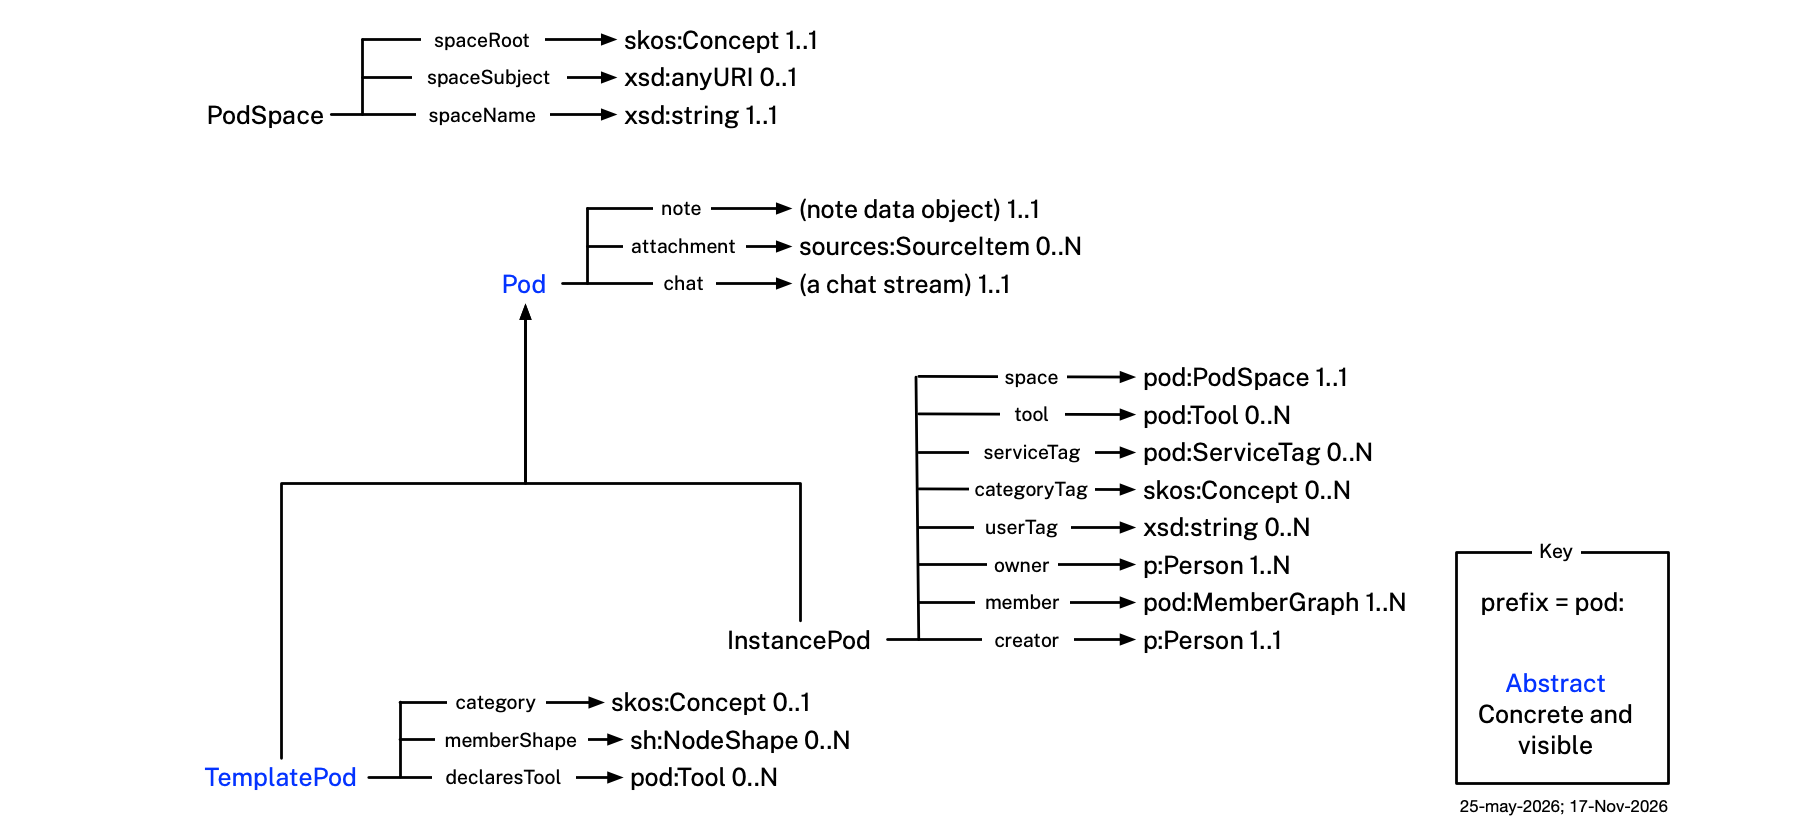 spaceRoot skos:Concept 1..1
spaceSubject xsd:anyURI 0..1
PodSpace spaceName xsd:string 1..1
note (note data object) 1..1
attachment sources:SourceItem 0..N
Pod chat (a chat stream) 1..1
space pod:PodSpace 1..1
tool pod:Tool 0..N
serviceTag pod:ServiceTag 0..N
categoryTag skos:Concept 0..N
userTag xsd:string 0..N
owner p:Person 1..N
member pod:MemberGraph 1..N
InstancePod creator p:Person 1..1
category skos:Concept 0..1
memberShape sh:NodeShape 0..N
TemplatePod declaresTool pod:Tool 0..N
Key
prefix = pod:
Abstract
Concrete and
visible
25-may-2026; 17-Nov-2026